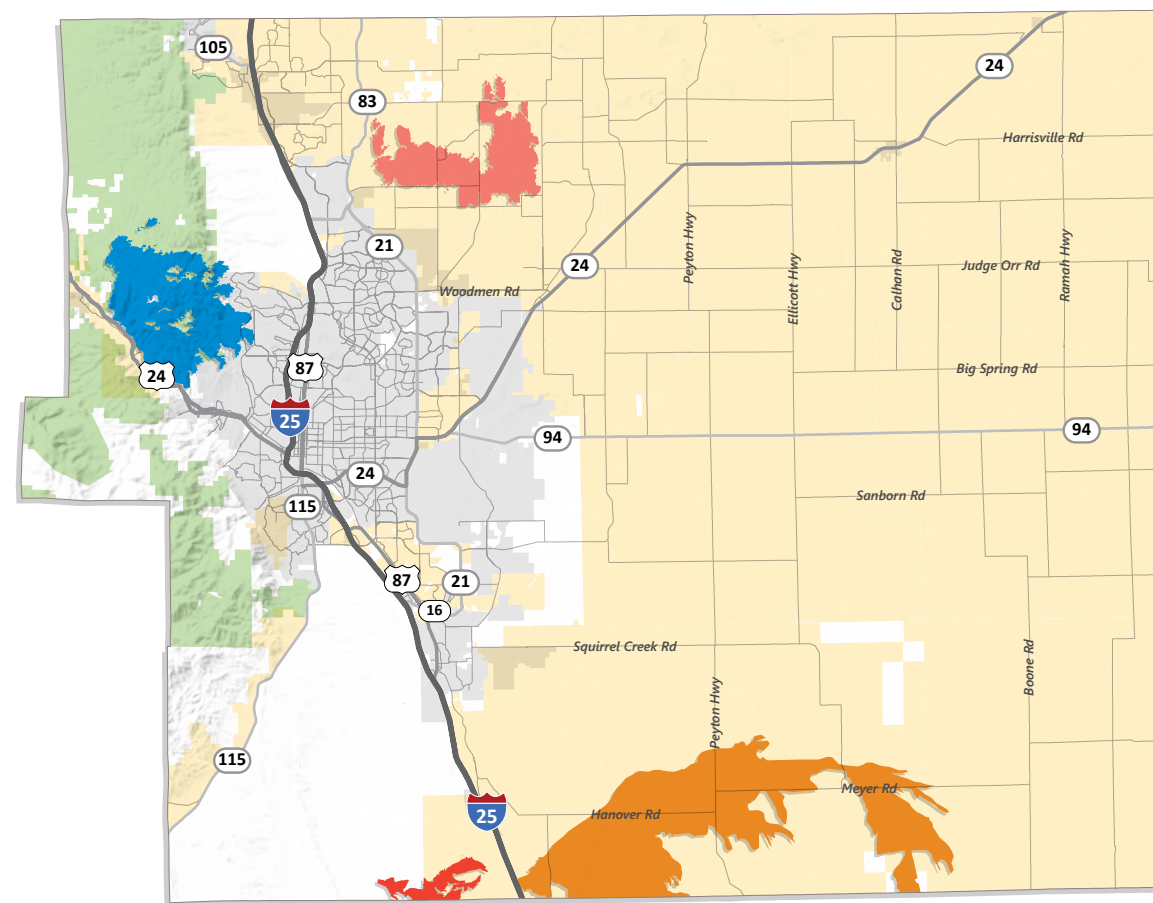 105
24
83
Harrisville Rd
21
Peyton Hwy
Ellicott Hwy
Calhan Rd
Ramah Hwy
24
Judge Orr Rd
Woodmen Rd
24
87
Big Spring Rd
25
94
94
24
Sanborn Rd
115
87
21
16
Squirrel Creek Rd
Boone Rd
Peyton Hwy
115
Meyer Rd
25
Hanover Rd